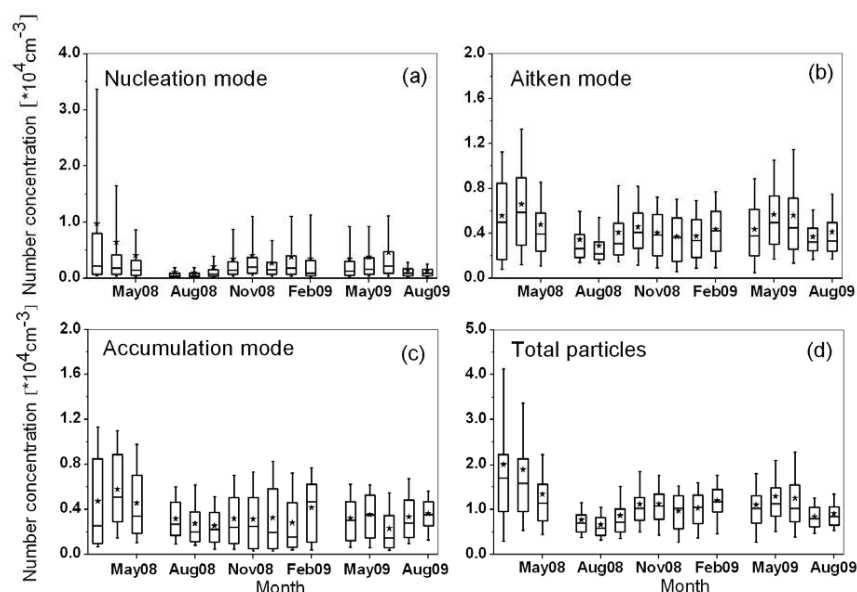 Number concentration [*10⁴cm⁻³]
4.0
3.0
2.0
1.0
0.0
Nucleation mode
(a)
May08 Aug08 Nov08 Feb09 May09 Aug09
2.0
1.6
1.2
0.8
0.4
0.0
Aitken mode
(b)
May08 Aug08 Nov08 Feb09 May09 Aug09
Number concentration [*10⁴cm⁻³]
2.0
1.6
1.2
0.8
0.4
0.0
Accumulation mode
(c)
May08 Aug08 Nov08 Feb09 May09 Aug09
Month
5.0
4.0
3.0
2.0
1.0
0.0
Total particles
(d)
May08 Aug08 Nov08 Feb09 May09 Aug09
Month